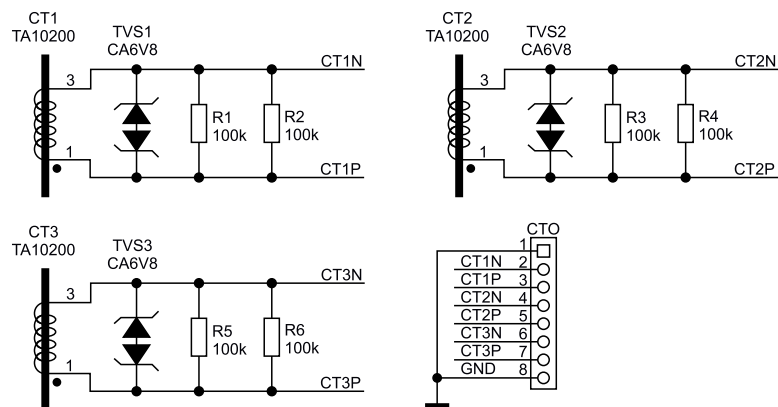 CT1
TA10200
TVS1
CA6V8
CT1N
3
R1
100k
R2
100k
1
CT1P
CT2
TA10200
TVS2
CA6V8
CT2N
3
R3
100k
R4
100k
1
CT2P
CT3
TA10200
TVS3
CA6V8
CT3N
3
R5
100k
R6
100k
1
CT3P
CTO
1
CT1N 2
CT1P 3
CT2N 4
CT2P 5
CT3N 6
CT3P 7
GND 8